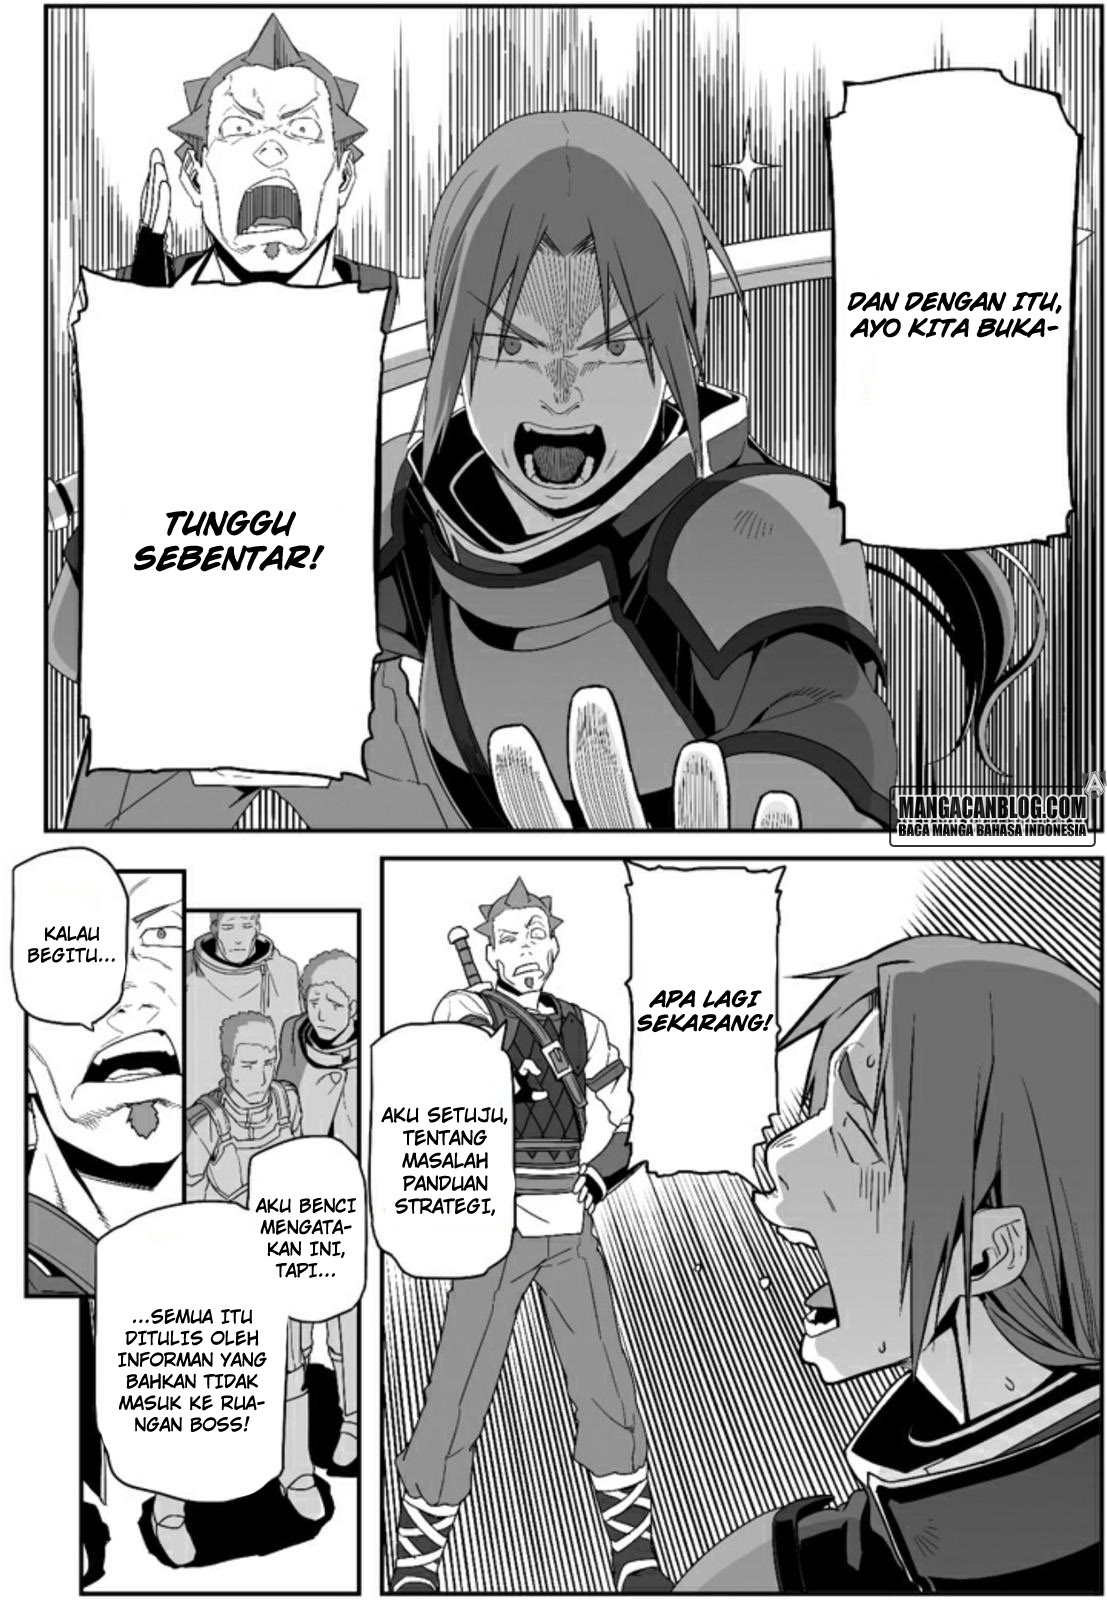 DAN DENGAN ITU,
AYO KITA BUKA-
TUNGGU
SEBENTAR!
MANGACANBLOG.COM
BACA MANGA BAHASA INDONESIA
APA LAGI
SEKARANG!
AKU SETUJU,
TENTANG
MASALAH
PANDUAN
STRATEGI,
KALAU
BEGITU...
AKU BENCI
MENGATA-
KAN INI,
TAPI...
...SEMUA ITU
DITULIS OLEH
INFORMAN YANG
BAHKAN TIDAK
MASUK KE RUA-
NGAN BOSS!